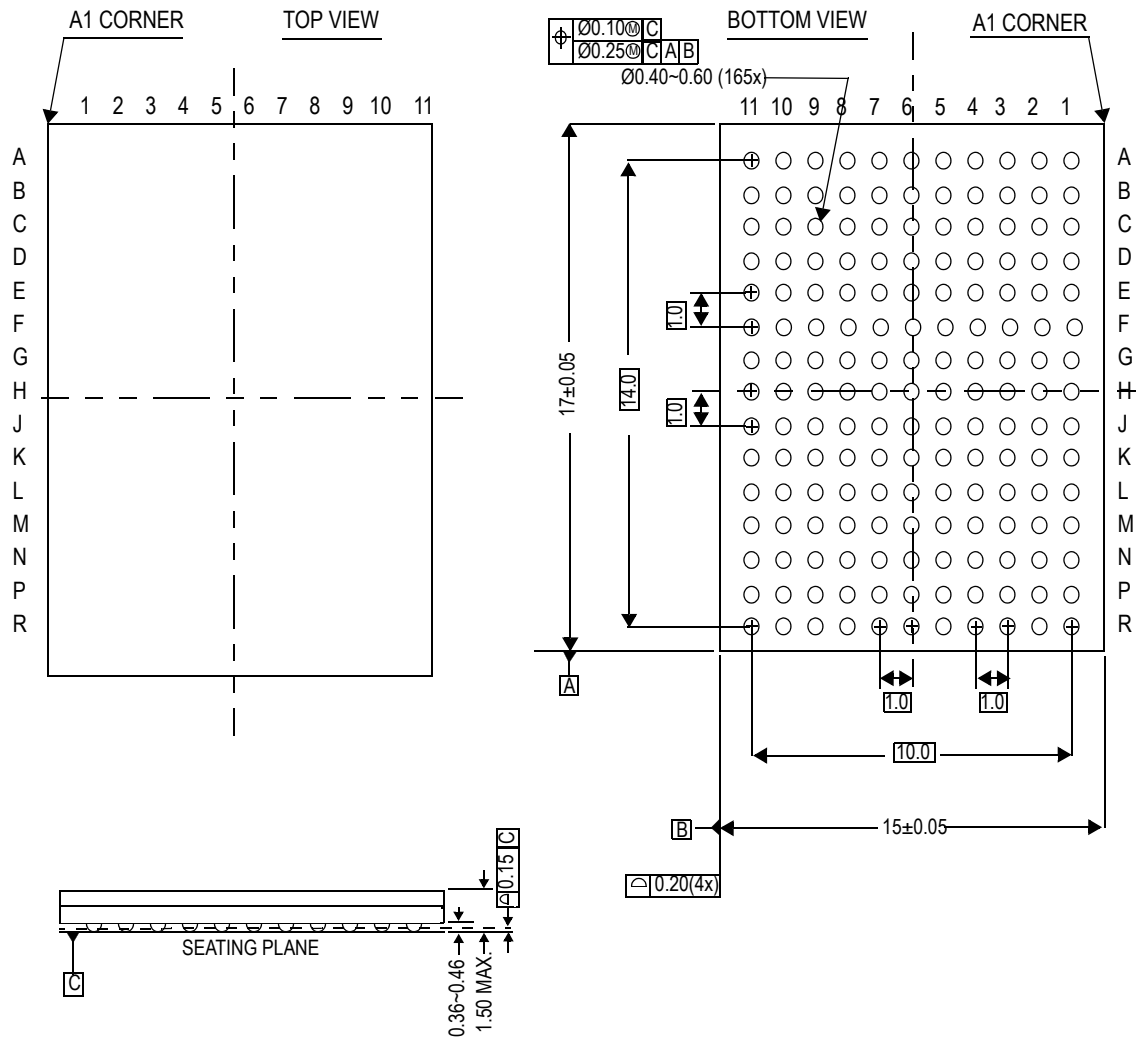 A1 CORNER
TOP VIEW
1 2 3 4 5 6 7 8 9 10 11
A
B
C
D
E
F
G
H
J
K
L
M
N
P
R
Ø0.10Ⓜ C
Ø0.25Ⓜ C A B
Ø0.40~0.60 (165x)
BOTTOM VIEW
A1 CORNER
11 10 9 8 7 6 5 4 3 2 1
A
B
C
D
E
F
G
H
J
K
L
M
N
P
R
17±0.05
14.0
1.0
1.0
A
1.0
1.0
10.0
B
15±0.05
0.20(4x)
0.15 C
SEATING PLANE
C
0.36~0.46
1.50 MAX.